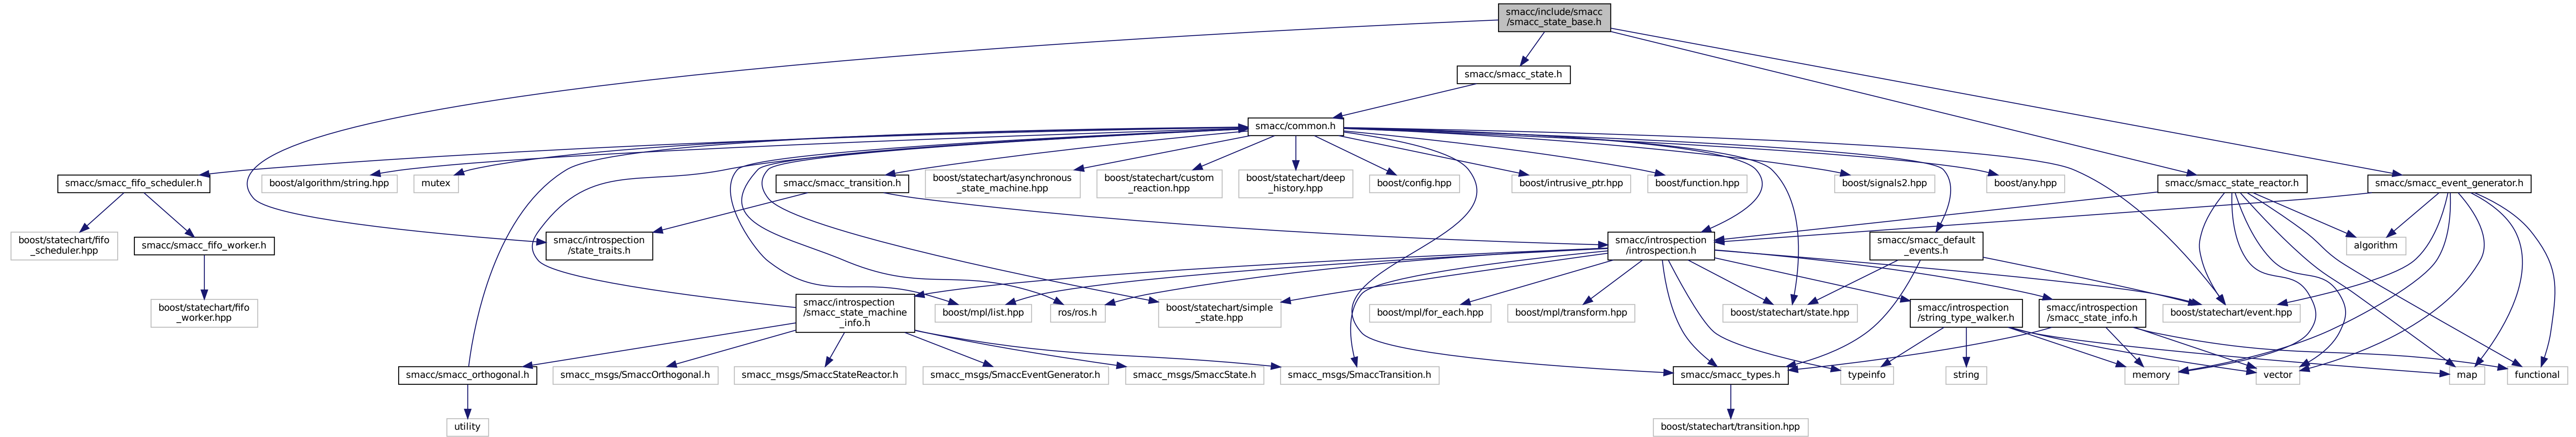 smacc/include/smacc
/smacc_state_base.h
smacc/smacc_state.h
smacc/common.h
smacc/smacc_fifo_scheduler.h
boost/algorithm/string.hpp
mutex
smacc/smacc_transition.h
boost/statechart/asynchronous
_state_machine.hpp
boost/statechart/custom
_reaction.hpp
boost/statechart/deep
_history.hpp
boost/config.hpp
boost/intrusive_ptr.hpp
boost/function.hpp
boost/signals2.hpp
boost/any.hpp
smacc/smacc_state_reactor.h
smacc/smacc_event_generator.h
boost/statechart/fifo
_scheduler.hpp
smacc/smacc_fifo_worker.h
smacc/introspection
/state_traits.h
smacc/introspection
/introspection.h
smacc/smacc_default
_events.h
algorithm
boost/statechart/fifo
_worker.hpp
smacc/introspection
/smacc_state_machine
_info.h
boost/mpl/list.hpp
ros/ros.h
boost/statechart/simple
_state.hpp
boost/mpl/for_each.hpp
boost/mpl/transform.hpp
boost/statechart/state.hpp
smacc/introspection
/string_type_walker.h
smacc/introspection
/smacc_state_info.h
boost/statechart/event.hpp
smacc/smacc_orthogonal.h
smacc_msgs/SmaccOrthogonal.h
smacc_msgs/SmaccStateReactor.h
smacc_msgs/SmaccEventGenerator.h
smacc_msgs/SmaccState.h
smacc_msgs/SmaccTransition.h
smacc/smacc_types.h
typeinfo
string
memory
vector
map
functional
utility
boost/statechart/transition.hpp